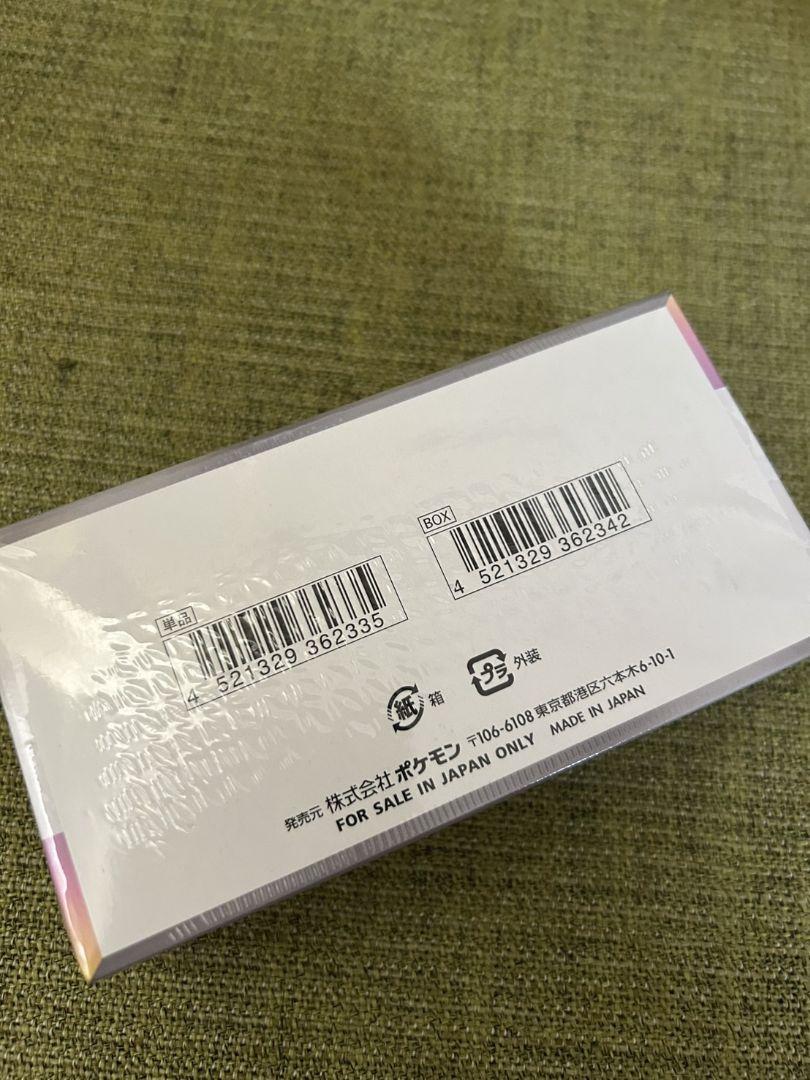 BOX
4 521329 362342
単品
4 521329 362335
紙 箱
プラ 外装
発売元 株式会社ポケモン 〒106-6108 東京都港区六本木6-10-1
FOR SALE IN JAPAN ONLY MADE IN JAPAN